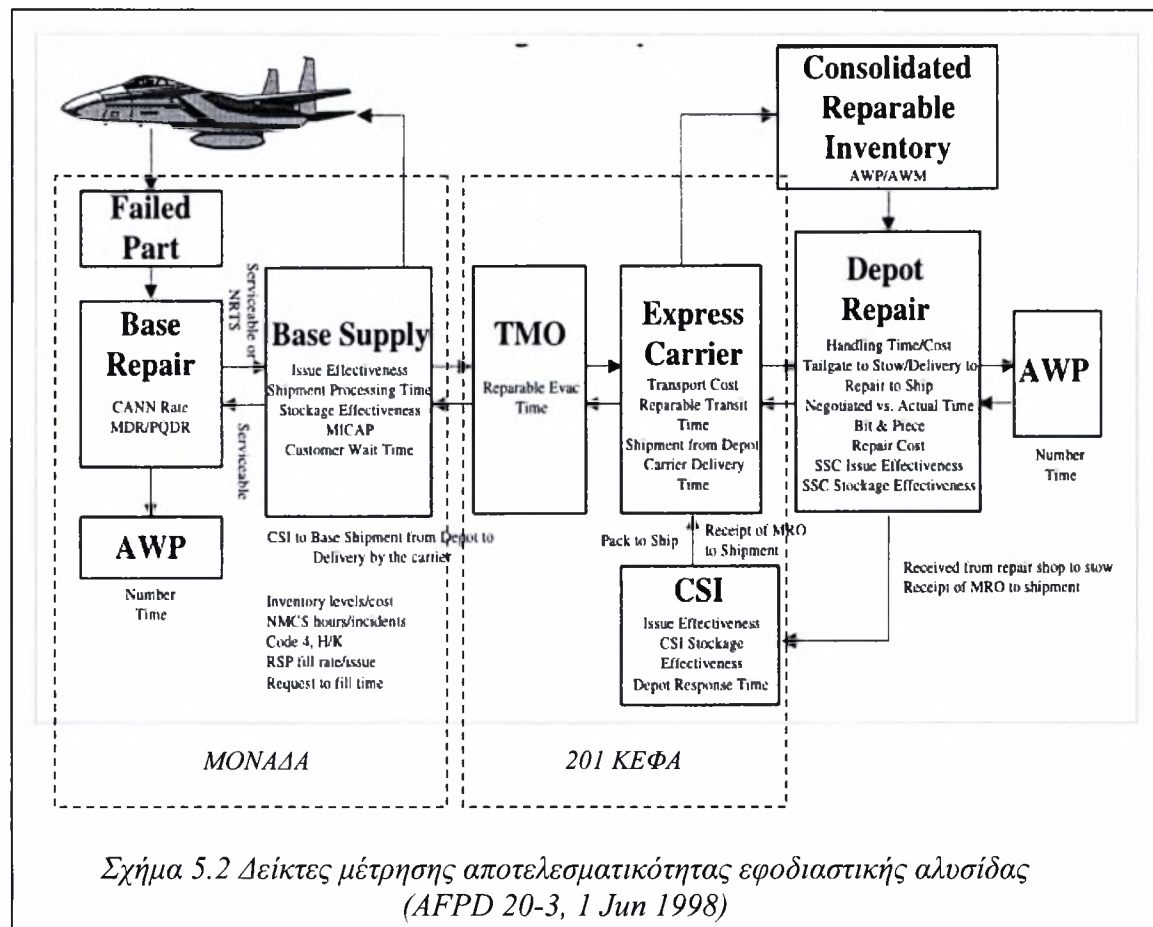 Consolidated
Reparable
Inventory
AWP/AWM
Failed
Part
Serviceable or
NRTS
Base
Repair
CANN Rate
MDR/PQDR
Serviceable
AWP
Number
Time
Base Supply
Issue Effectiveness
Shipment Processing Time
Stockage Effectiveness
MICAP
Customer Wait Time
CSI to Base Shipment from Depot to
Delivery by the carrier
Inventory levels/cost
NMCS hours/incidents
Code 4, H/K
RSP fill rate/issue
Request to fill time
TMO
Reparable Evac
Time
Express
Carrier
Transport Cost
Reparable Transit
Time
Shipment from Depot
Carrier Delivery
Time
Depot
Repair
Handling Time/Cost
Tailgate to Stow/Delivery to
Repair to Ship
Negotiated vs. Actual Time
Bit & Piece
Repair Cost
SSC Issue Effectiveness
SSC Stockage Effectiveness
AWP
Number
Time
Pack to Ship
Receipt of MRO
to Shipment
CSI
Issue Effectiveness
CSI Stockage
Effectiveness
Depot Response Time
Received from repair shop to stow
Receipt of MRO to shipment
ΜΟΝΑΔΑ
201 ΚΕΦΑ
Σχήμα 5.2 Δείκτες μέτρησης αποτελεσματικότητας εφοδιαστικής αλυσίδας
(AFPD 20-3, 1 Jun 1998)